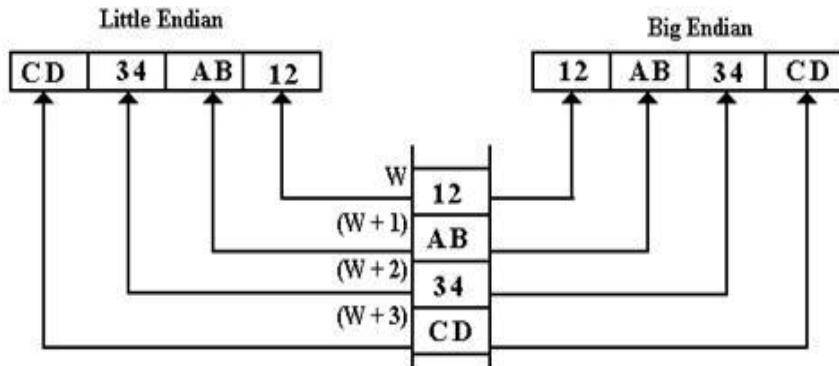 Little Endian
Big Endian
CD 34 AB 12
12 AB 34 CD
W
12
(W + 1)
AB
(W + 2)
34
(W + 3)
CD